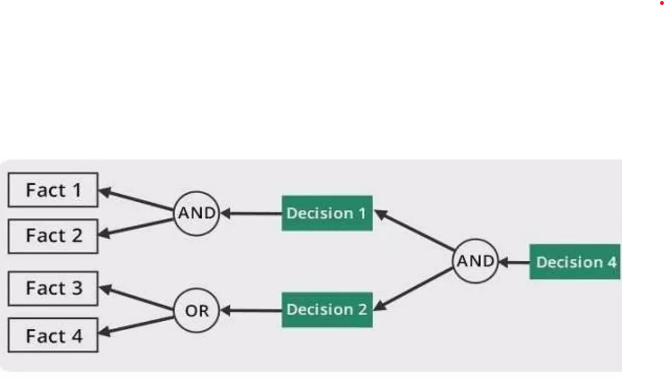 Fact 1
Fact 2
AND
Decision 1
Fact 3
Fact 4
OR
Decision 2
AND
Decision 4